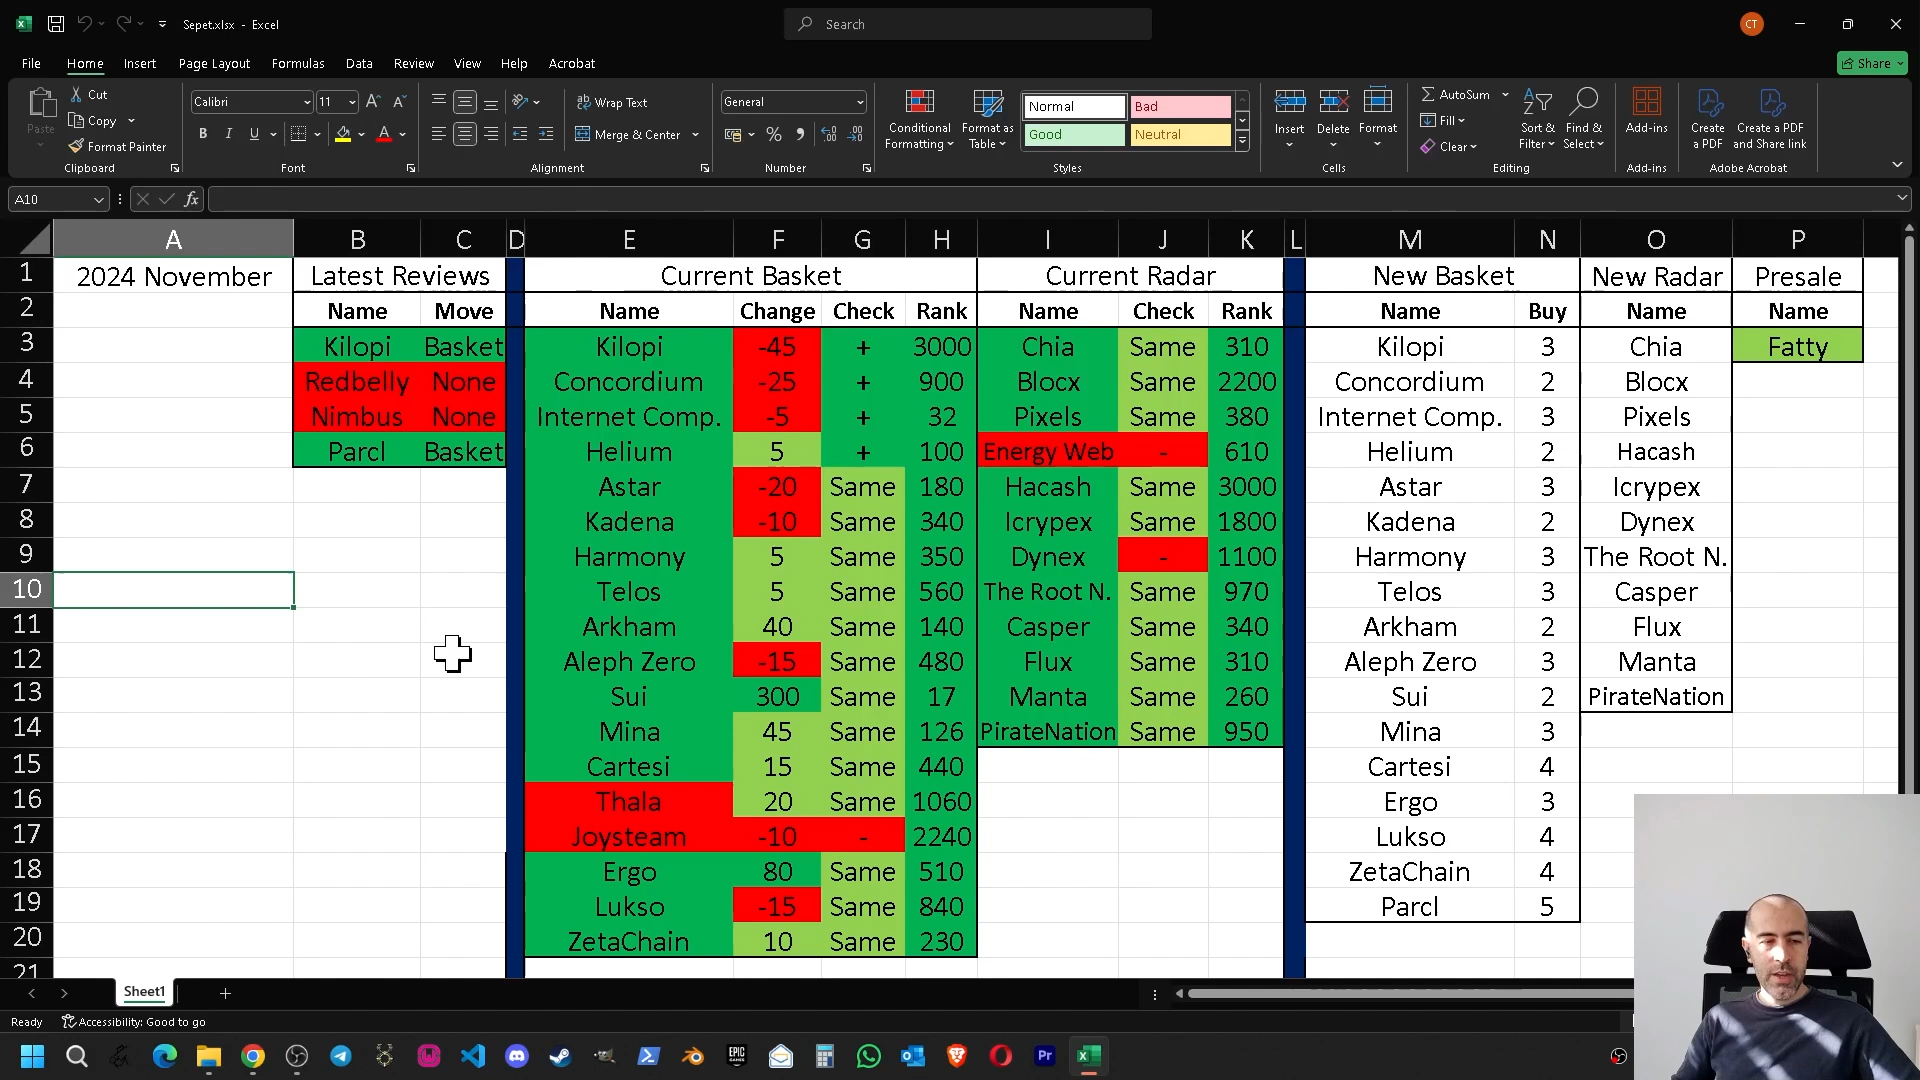 Sepet.xlsx - Excel
Search
CT
File Home Insert Page Layout Formulas Data Review View Help Acrobat
Share
Paste
Cut
Copy
Format Painter
Clipboard
Calibri 11
B I U
Font
Wrap Text
Merge & Center
Alignment
General
Number
Conditional Formatting
Format as Table
Normal Bad
Good Neutral
Styles
Insert Delete Format
Cells
AutoSum
Fill
Clear
Sort & Filter
Find & Select
Editing
Add-ins
Add-ins
Create a PDF
Create a PDF and Share link
Adobe Acrobat
A10 fx
A B C D E F G H I J K L M N O P
1 2024 November Latest Reviews Current Basket Current Radar New Basket New Radar Presale
2 Name Move Name Change Check Rank Name Check Rank Name Buy Name Name
3 Kilopi Basket Kilopi -45 + 3000 Chia Same 310 Kilopi 3 Chia Fatty
4 Redbelly None Concordium -25 + 900 Blocx Same 2200 Concordium 2 Blocx
5 Nimbus None Internet Comp. -5 + 32 Pixels Same 380 Internet Comp. 3 Pixels
6 Parcl Basket Helium 5 + 100 Energy Web - 610 Helium 2 Hacash
7 Astar -20 Same 180 Hacash Same 3000 Astar 3 Icrypex
8 Kadena -10 Same 340 Icrypex Same 1800 Kadena 2 Dynex
9 Harmony 5 Same 350 Dynex - 1100 Harmony 3 The Root N.
10 Telos 5 Same 560 The Root N. Same 970 Telos 3 Casper
11 Arkham 40 Same 140 Casper Same 340 Arkham 2 Flux
12 Aleph Zero -15 Same 480 Flux Same 310 Aleph Zero 3 Manta
13 Sui 300 Same 17 Manta Same 260 Sui 2 PirateNation
14 Mina 45 Same 126 PirateNation Same 950 Mina 3
15 Cartesi 15 Same 440 Cartesi 4
16 Thala 20 Same 1060 Ergo 3
17 Joysteam -10 - 2240 Lukso 4
18 Ergo 80 Same 510 ZetaChain 4
19 Lukso -15 Same 840 Parcl 5
20 ZetaChain 10 Same 230
21
Sheet1
Ready Accessibility: Good to go
EPIC GAMES
Pr